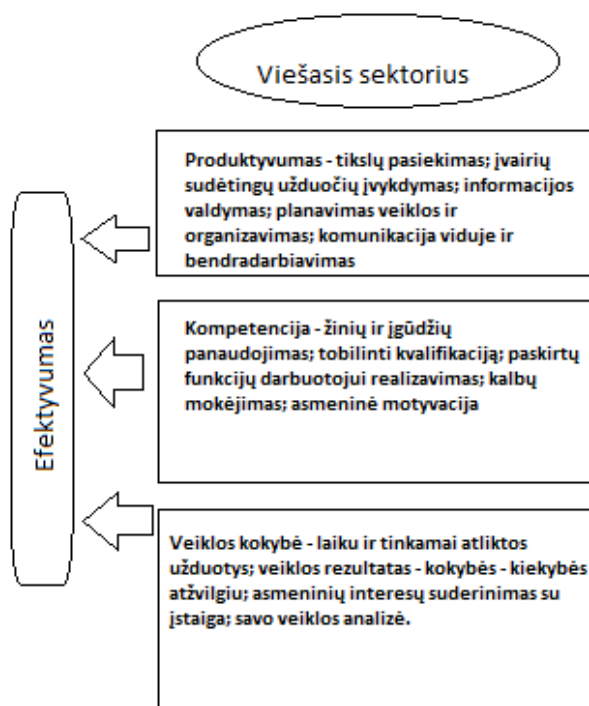 Viešasis sektorius
Produktyvumas - tikslų pasiekimas; įvairių
sudėtingų užduočių įvykdymas; informacijos
valdymas; planavimas veiklos ir
organizavimas; komunikacija viduje ir
bendradarbiavimas
Efektyvumas
Kompetencija - žinių ir įgūdžių
panaudojimas; tobilinti kvalifikaciją; paskirtų
funkcijų darbuotojui realizavimas; kalbų
mokėjimas; asmeninė motyvacija
Veiklos kokybė - laiku ir tinkamai atliktos
užduotys; veiklos rezultatas - kokybės - kiekybės
atžvilgiu; asmeninių interesų suderinimas su
įstaiga; savo veiklos analizė.